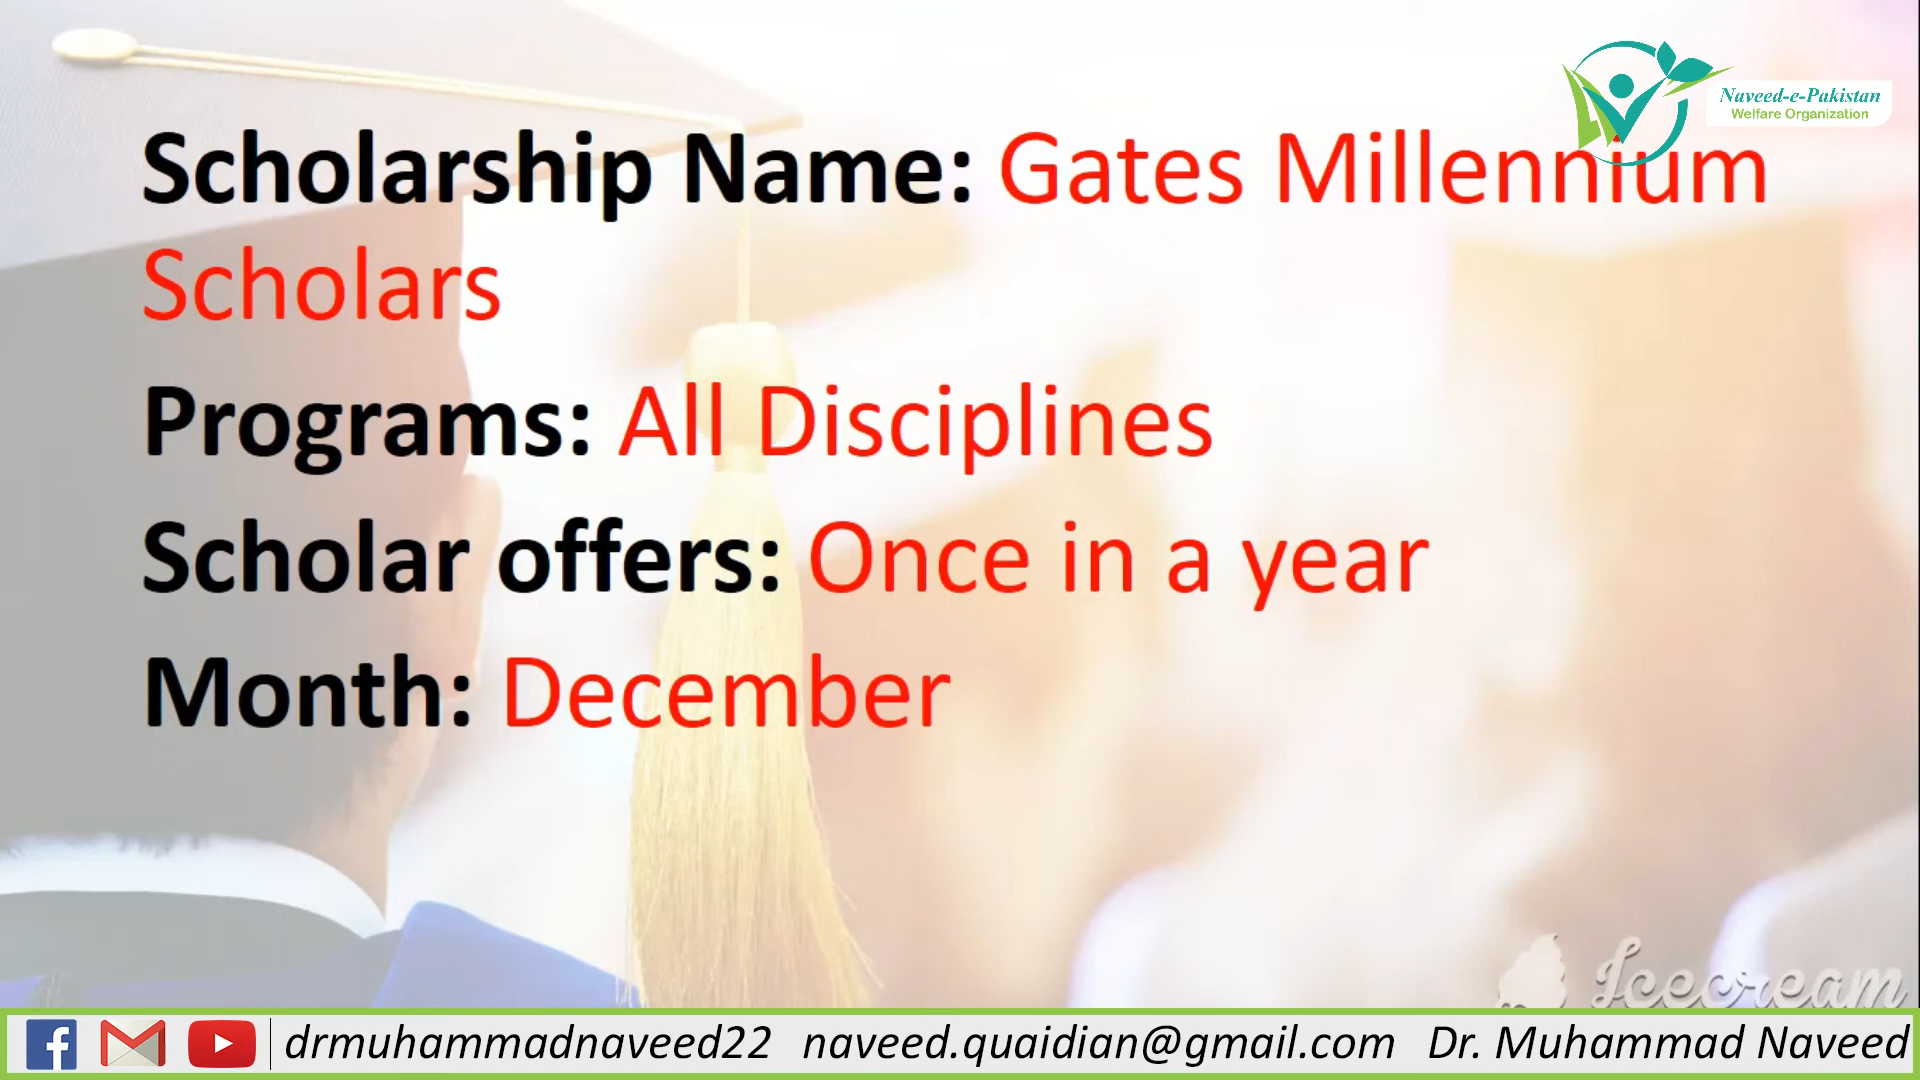 Naveed-e-Pakistan
Welfare Organization
Scholarship Name: Gates Millennium
Scholars
Programs: All Disciplines
Scholar offers: Once in a year
Month: December
Icecream
drmuhammadnaveed22 naveed.quaidian@gmail.com Dr. Muhammad Naveed